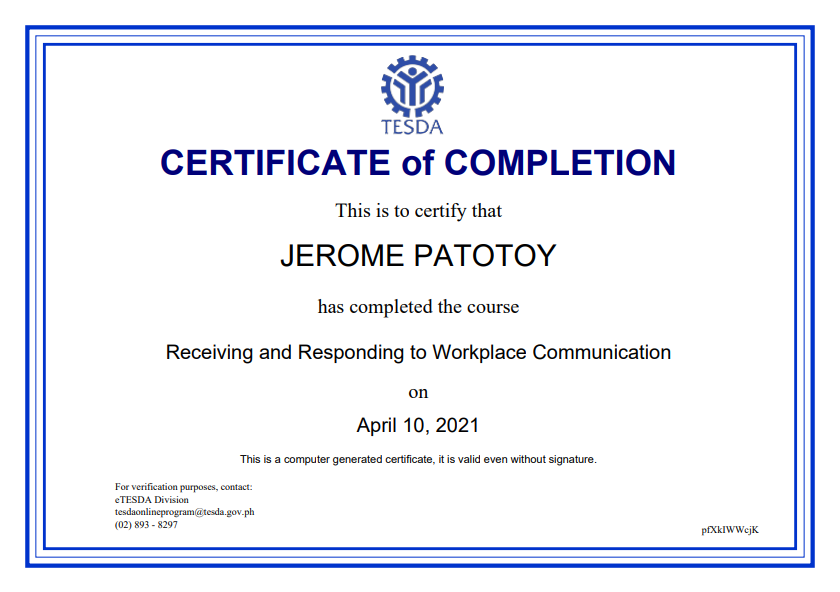 TESDA
CERTIFICATE of COMPLETION
This is to certify that
JEROME PATOTOY
has completed the course
Receiving and Responding to Workplace Communication
on
April 10, 2021
This is a computer generated certificate, it is valid even without signature.
For verification purposes, contact:
eTESDA Division
tesdaonlineprogram@tesda.gov.ph
(02) 893 - 8297
pfXkIWWcjK